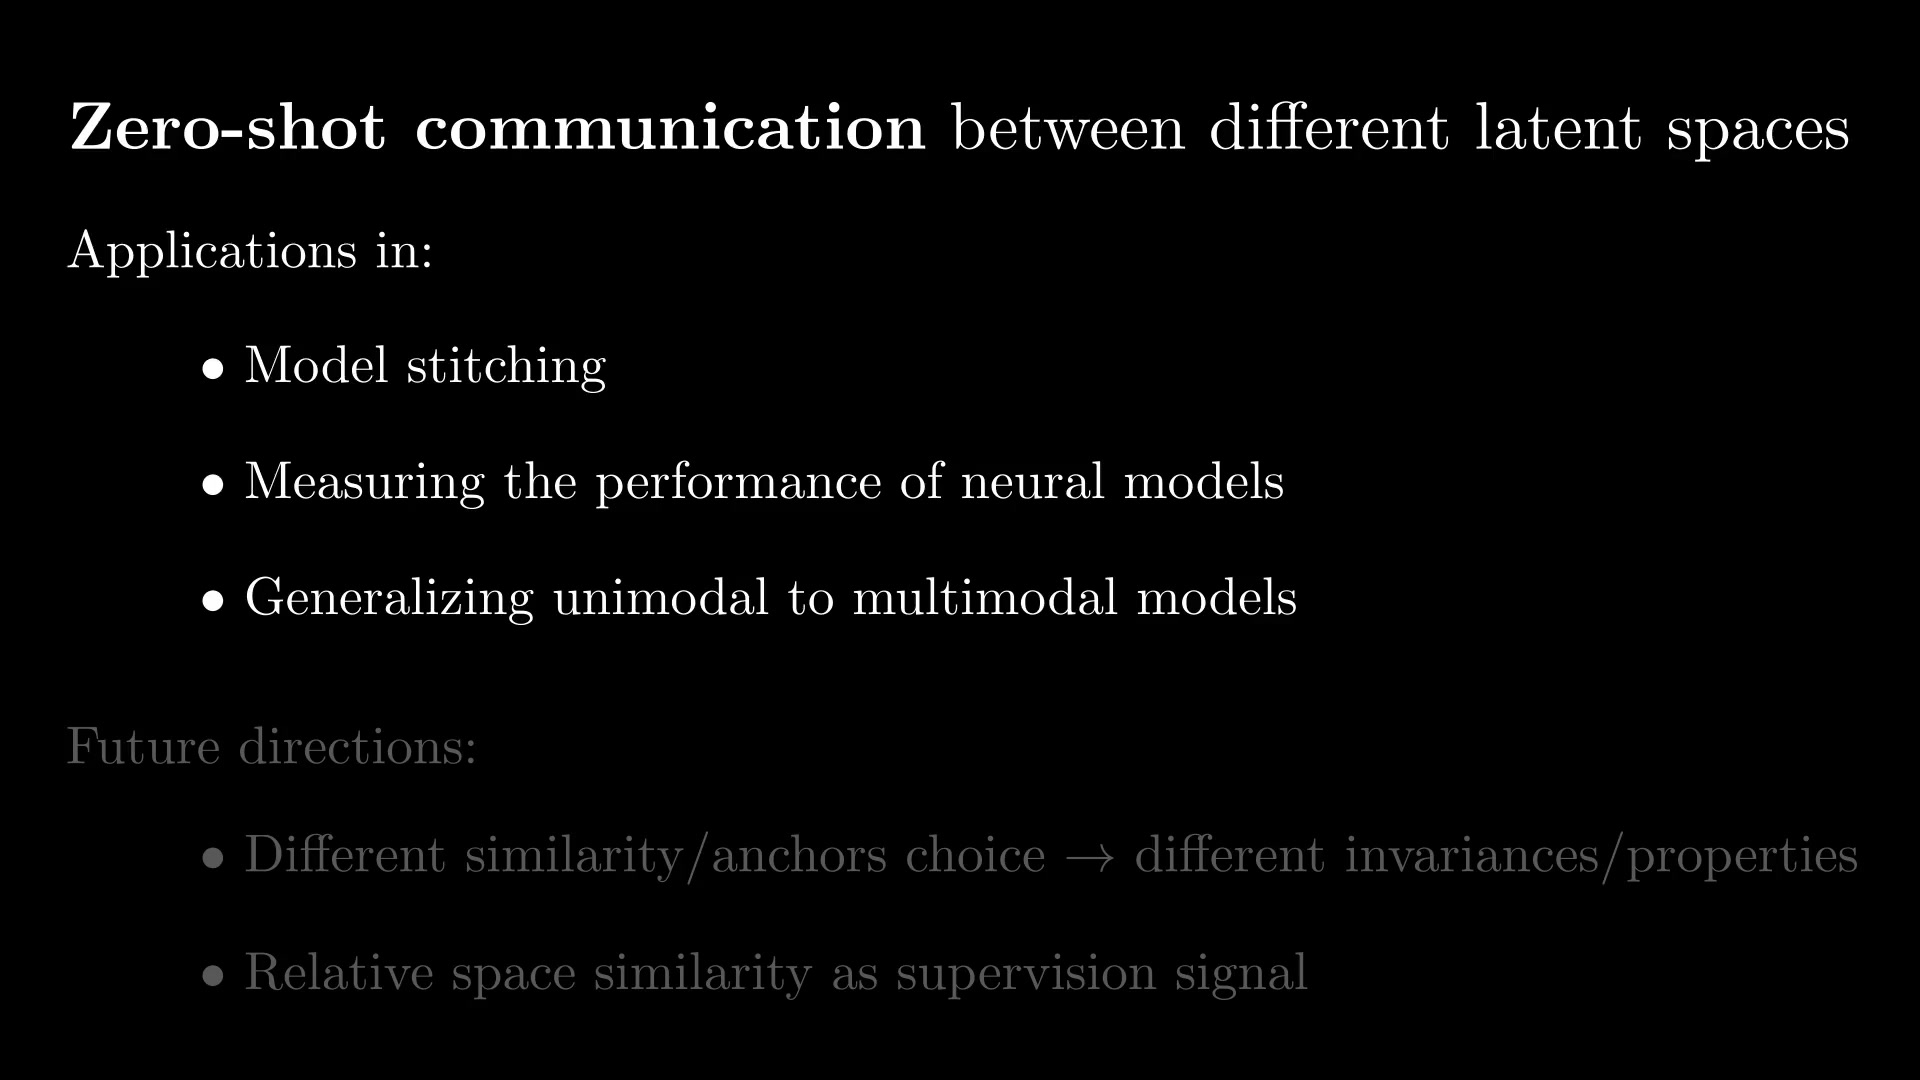 Zero-shot communication between different latent spaces
Applications in:
• Model stitching
• Measuring the performance of neural models
• Generalizing unimodal to multimodal models
Future directions:
• Different similarity/anchors choice → different invariances/properties
• Relative space similarity as supervision signal